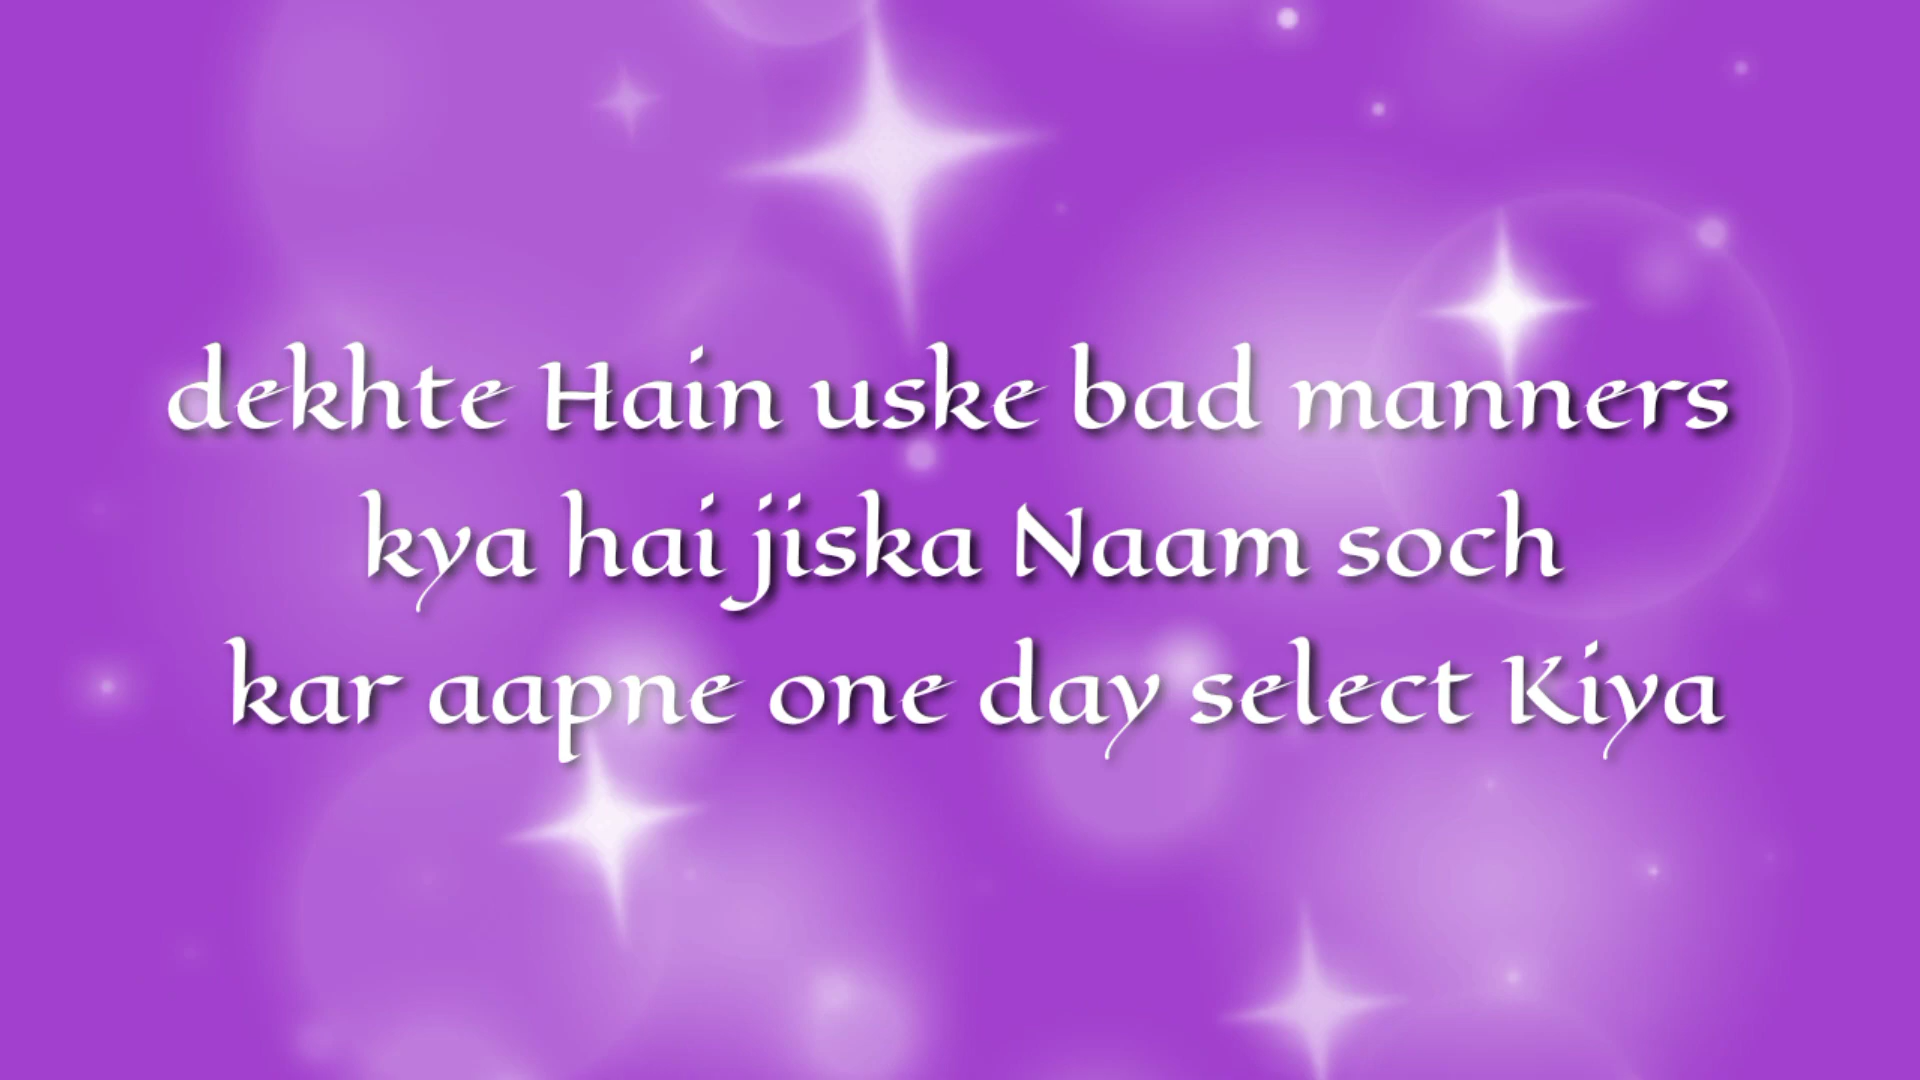 dekhte Hain uske bad manners
kya hai jiska Naam soch
kar aapne one day select Kiya